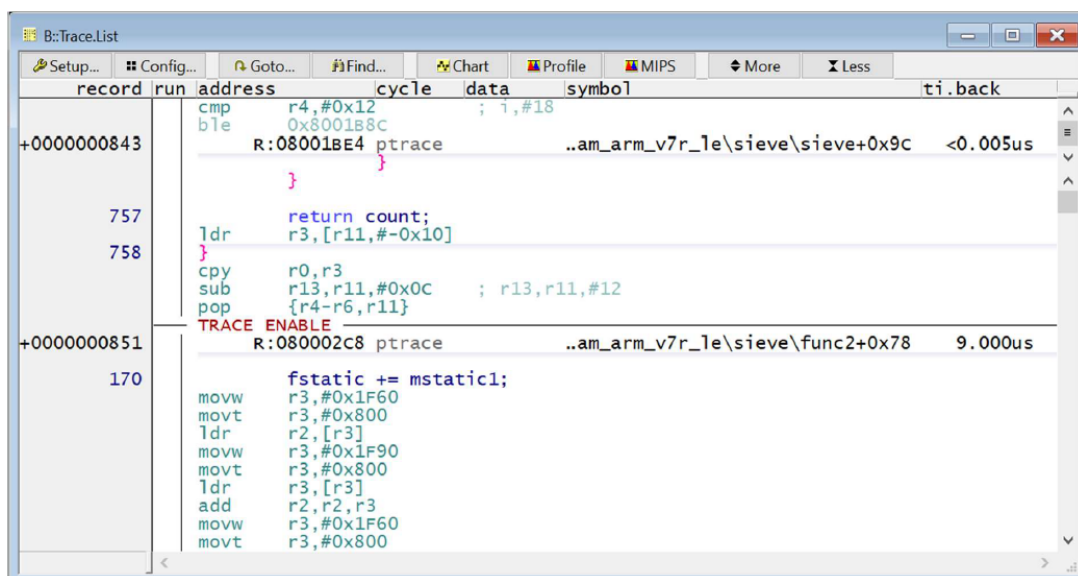 B::Trace.List
Setup... Config... Goto... Find... Chart Profile MIPS More Less
record run address cycle data symbol ti.back
cmp r4,#0x12 ; i,#18
ble 0x8001B8C
+0000000843 R:08001BE4 ptrace ..am_arm_v7r_le\sieve\sieve+0x9C <0.005us
}
}
757 return count;
ldr r3,[r11,#-0x10]
758 }
cpy r0,r3
sub r13,r11,#0x0C ; r13,r11,#12
pop {r4-r6,r11}
TRACE ENABLE
+0000000851 R:080002C8 ptrace ..am_arm_v7r_le\sieve\func2+0x78 9.000us
170 fstatic += mstatic1;
movw r3,#0x1F60
movt r3,#0x800
ldr r2,[r3]
movw r3,#0x1F90
movt r3,#0x800
ldr r3,[r3]
add r2,r2,r3
movw r3,#0x1F60
movt r3,#0x800